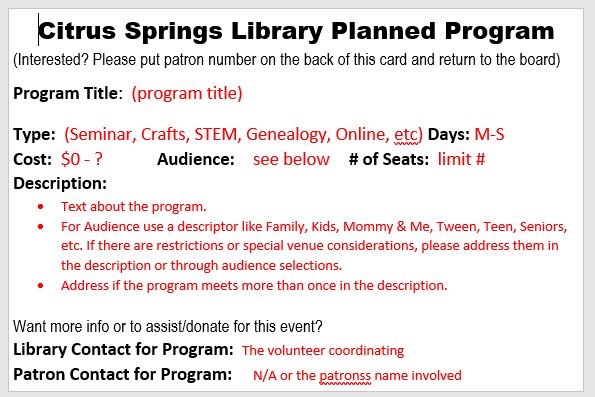 Citrus Springs Library Planned Program
(Interested? Please put patron number on the back of this card and return to the board)
Program Title: (program title)
Type: (Seminar, Crafts, STEM, Genealogy, Online, etc) Days: M-S
Cost: $0 - ? Audience: see below # of Seats: limit #
Description:
• Text about the program.
• For Audience use a descriptor like Family, Kids, Mommy & Me, Tween, Teen, Seniors,
etc. If there are restrictions or special venue considerations, please address them in
the description or through audience selections.
• Address if the program meets more than once in the description.
Want more info or to assist/donate for this event?
Library Contact for Program: The volunteer coordinating
Patron Contact for Program: N/A or the patronss name involved